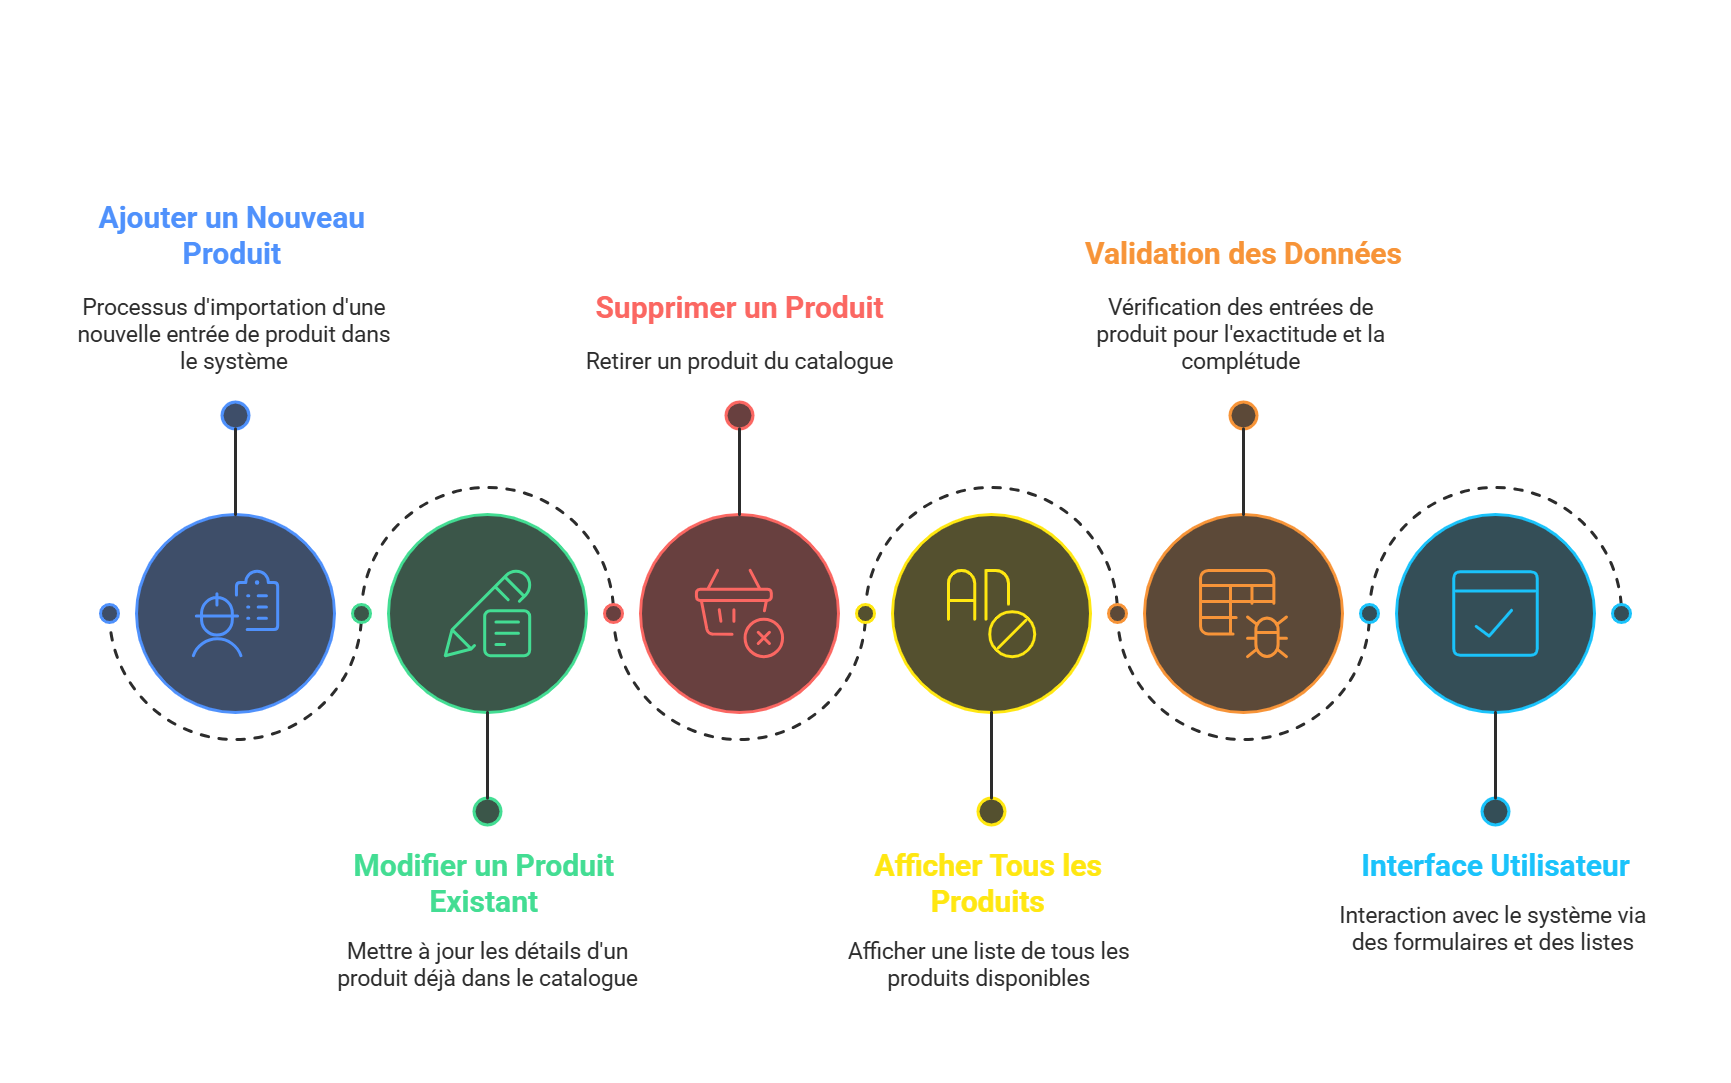 Ajouter un Nouveau
Produit
Processus d'importation d'une
nouvelle entrée de produit dans
le système
Modifier un Produit
Existant
Mettre à jour les détails d'un
produit déjà dans le catalogue
Supprimer un Produit
Retirer un produit du catalogue
Afficher Tous les
Produits
Afficher une liste de tous les
produits disponibles
Validation des Données
Vérification des entrées de
produit pour l'exactitude et la
complétude
Interface Utilisateur
Interaction avec le système via
des formulaires et des listes